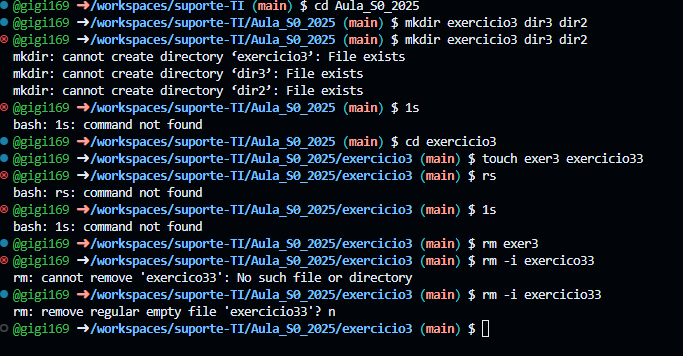 @gigi169 ➜/workspaces/suporte-TI (main) $ cd Aula_S0_2025
@gigi169 ➜/workspaces/suporte-TI/Aula_S0_2025 (main) $ mkdir exercicio3 dir3 dir2
@gigi169 ➜/workspaces/suporte-TI/Aula_S0_2025 (main) $ mkdir exercicio3 dir3 dir2
mkdir: cannot create directory ‘exercicio3’: File exists
mkdir: cannot create directory ‘dir3’: File exists
mkdir: cannot create directory ‘dir2’: File exists
@gigi169 ➜/workspaces/suporte-TI/Aula_S0_2025 (main) $ 1s
bash: 1s: command not found
@gigi169 ➜/workspaces/suporte-TI/Aula_S0_2025 (main) $ cd exercicio3
@gigi169 ➜/workspaces/suporte-TI/Aula_S0_2025/exercicio3 (main) $ touch exer3 exercicio33
@gigi169 ➜/workspaces/suporte-TI/Aula_S0_2025/exercicio3 (main) $ rs
bash: rs: command not found
@gigi169 ➜/workspaces/suporte-TI/Aula_S0_2025/exercicio3 (main) $ 1s
bash: 1s: command not found
@gigi169 ➜/workspaces/suporte-TI/Aula_S0_2025/exercicio3 (main) $ rm exer3
@gigi169 ➜/workspaces/suporte-TI/Aula_S0_2025/exercicio3 (main) $ rm -i exercico33
rm: cannot remove 'exercico33': No such file or directory
@gigi169 ➜/workspaces/suporte-TI/Aula_S0_2025/exercicio3 (main) $ rm -i exercicio33
rm: remove regular empty file 'exercicio33'? n
@gigi169 ➜/workspaces/suporte-TI/Aula_S0_2025/exercicio3 (main) $